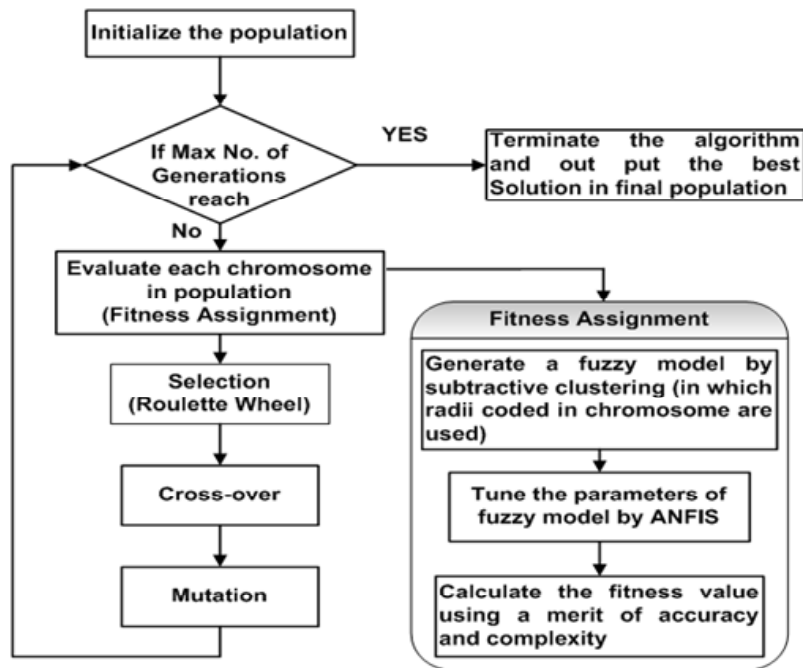 Initialize the population
If Max No. of
Generations
reach
YES
Terminate the algorithm
and out put the best
Solution in final population
No
Evaluate each chromosome
in population
(Fitness Assignment)
Selection
(Roulette Wheel)
Cross-over
Mutation
Fitness Assignment
Generate a fuzzy model by
subtractive clustering (in which
radii coded in chromosome are
used)
Tune the parameters of
fuzzy model by ANFIS
Calculate the fitness value
using a merit of accuracy
and complexity